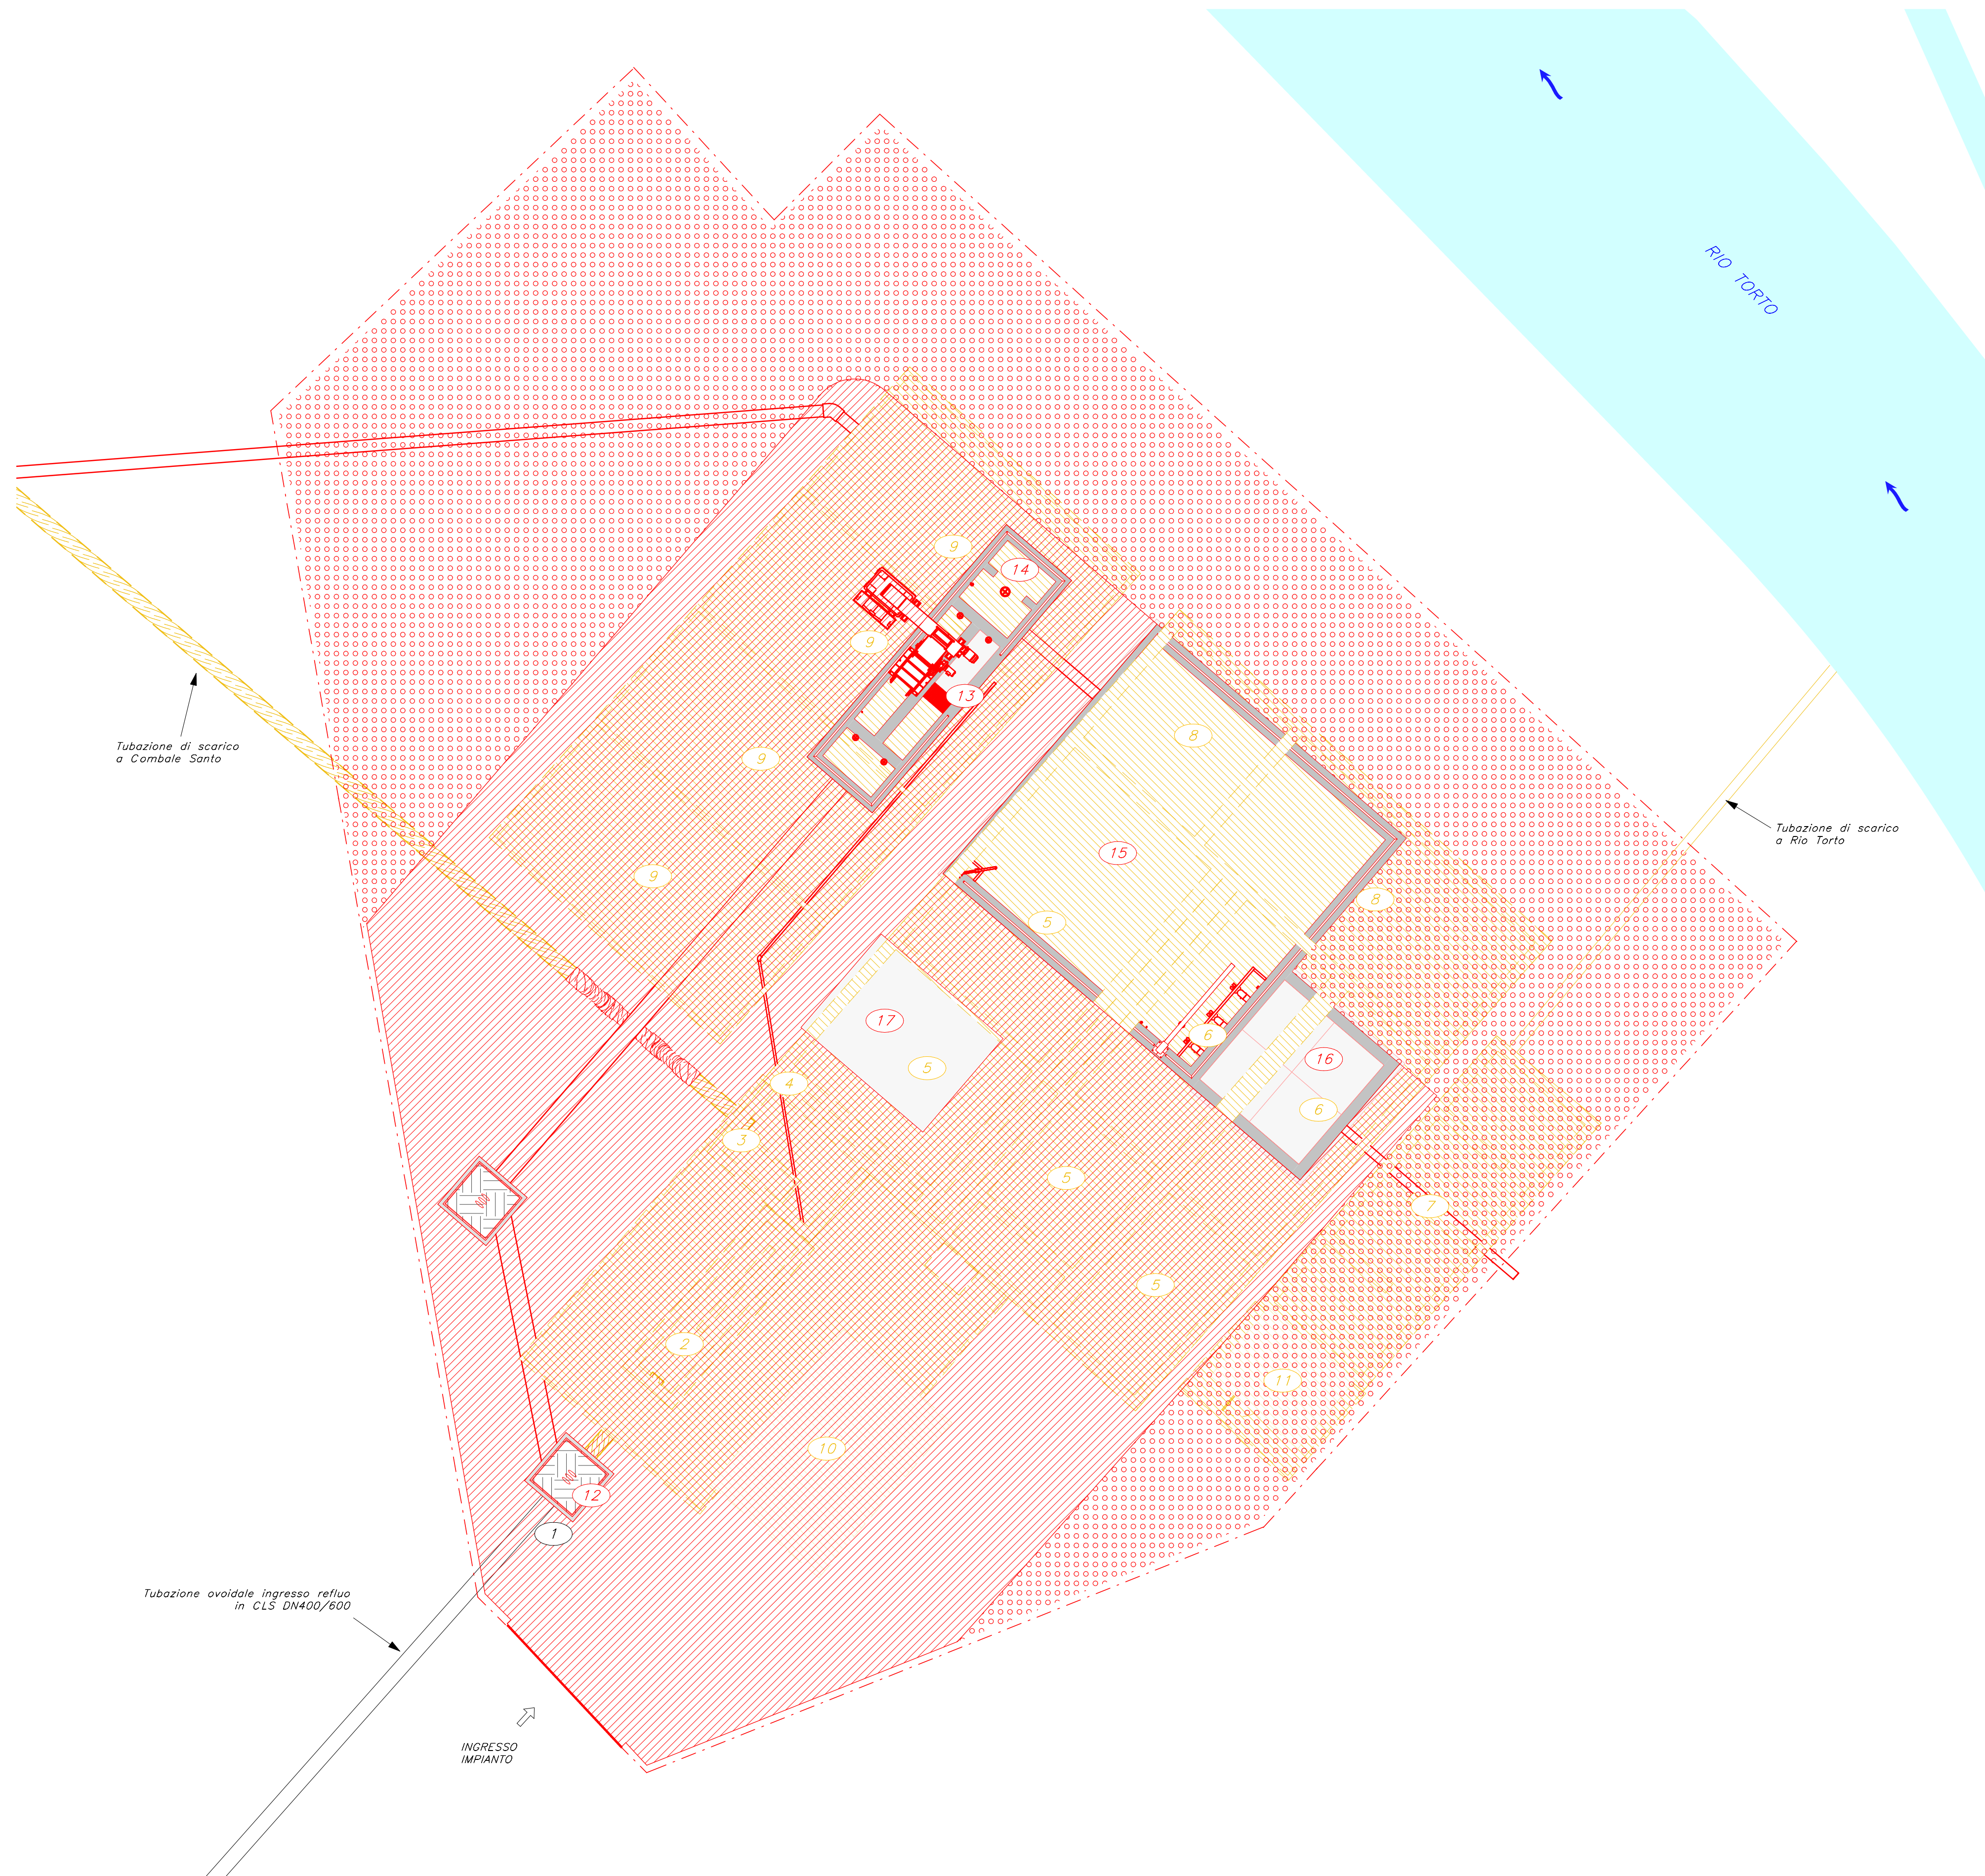 RIO TORTO
9
14
9
13
8
Tubazione di scarico
a Combale Santo
9
Tubazione di scarico
a Rio Torto
15
9
8
5
17
6
16
5
4
6
3
5
7
5
2
11
10
12
1
Tubazione ovoidale ingresso refluo
in CLS DN400/600
INGRESSO
IMPIANTO